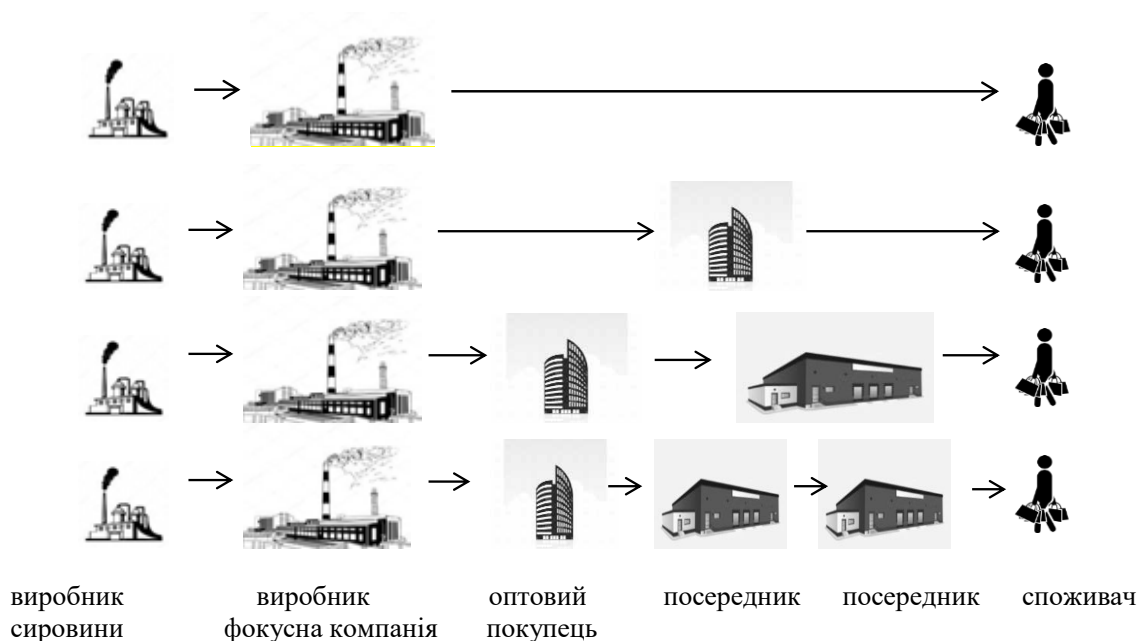 виробник виробник оптовий посередник посередник споживач
сировини фокусна компанія покупець